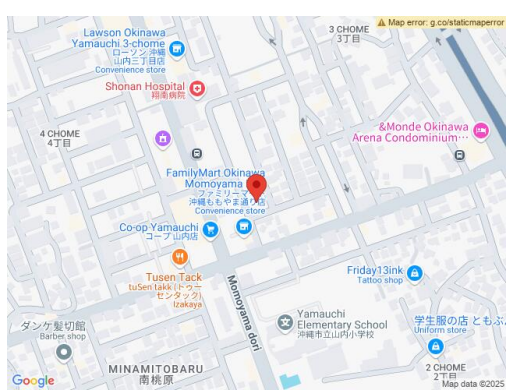 Map error: g.co/staticmaperror
Lawson Okinawa
Yamauchi 3-chome
ローソン 沖縄
山内三丁目店
Convenience store
3 CHOME
3丁目
Shonan Hospital
翔南病院
&Monde Okinawa
Arena Condominium…
4 CHOME
4丁目
FamilyMart Okinawa
Momoyama
ファミリーマ
沖縄ももやま通り店
Convenience store
Co-op Yamauchi
コープ山内店
Tusen Tack
tuSen takk (トゥー
センタック)
Izakaya
Momoyama dori
Friday13ink
Tattoo shop
Yamauchi
Elementary School
沖縄市立山内小学校
学生服の店 ともぶ
Uniform store
ダンケ髪切館
Barber shop
MINAMITOBARU
南桃原
2 CHOME
2丁目
Google
Map data ©2025